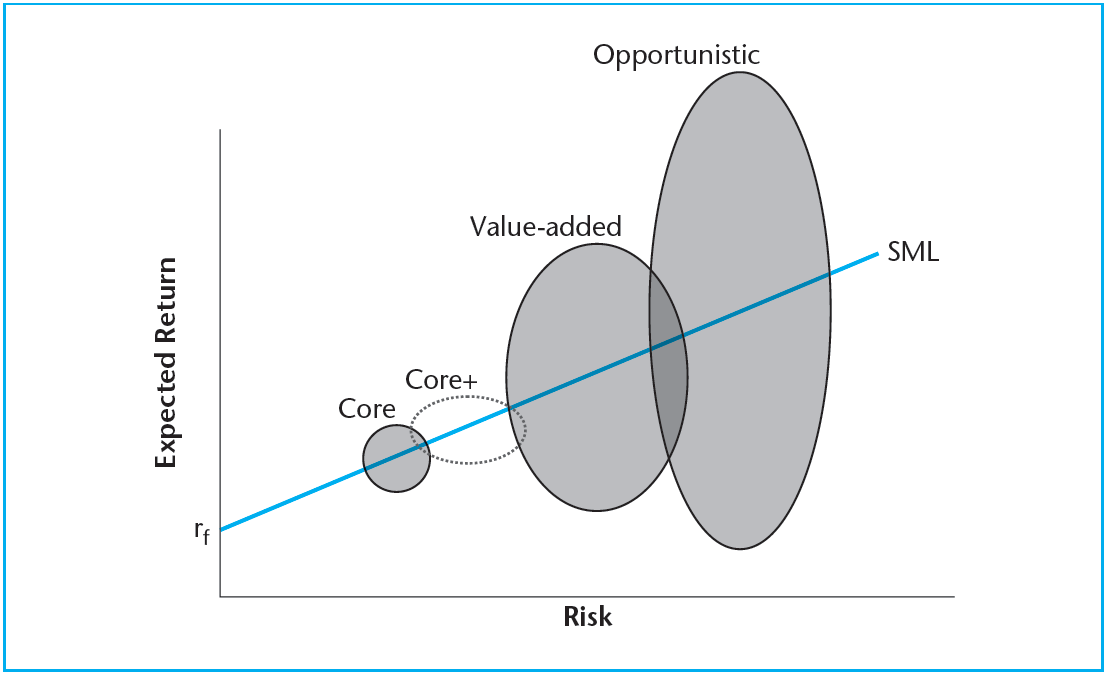 Opportunistic
Value-added
SML
Core+
Core
Expected Return
rf
Risk